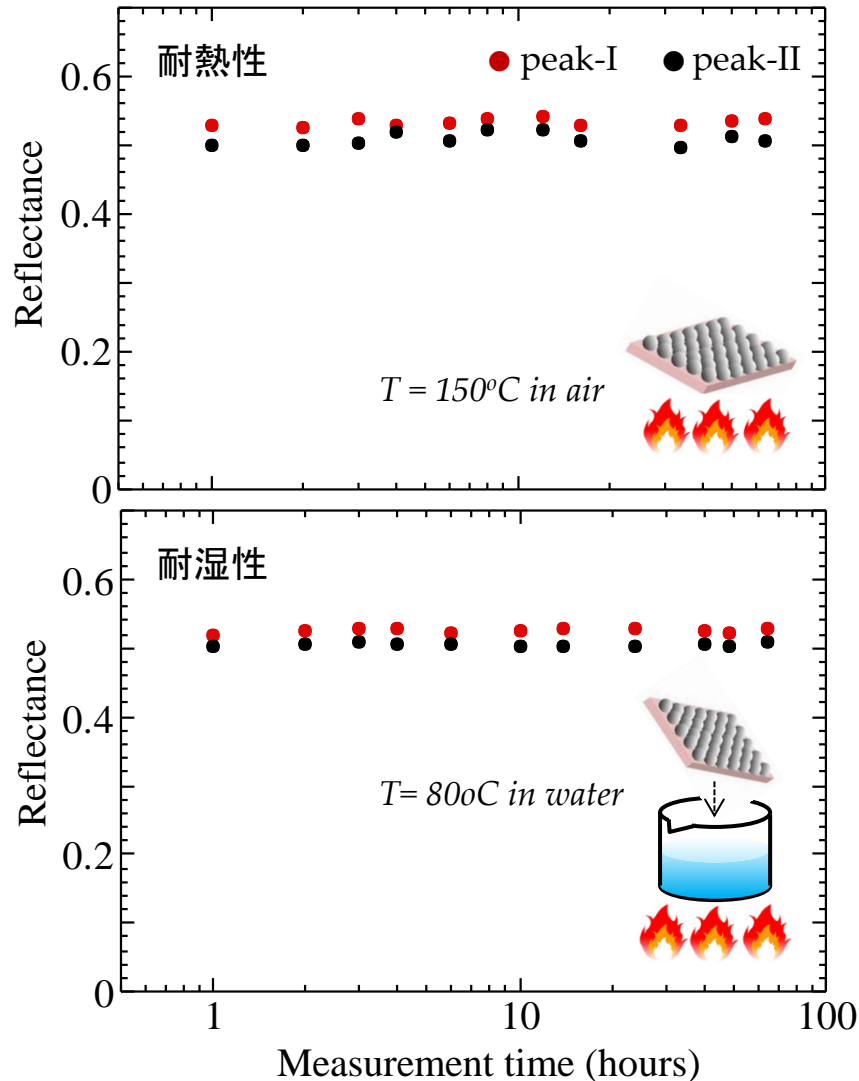 耐熱性
peak-I
peak-II
0.6
0.4
0.2
0
Reflectance
T = 150ºC in air
耐湿性
0.6
0.4
0.2
0
Reflectance
T= 80oC in water
1
10
100
Measurement time (hours)